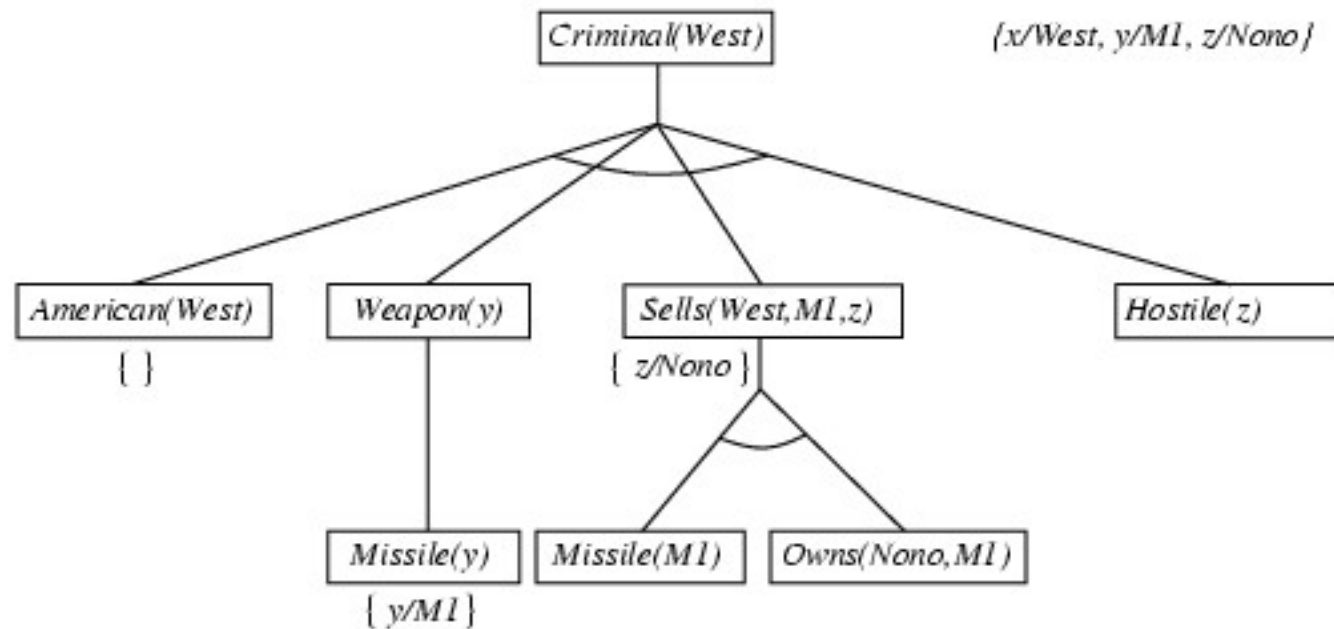 Criminal(West) {x/West, y/M1, z/Nono}
American(West) Weapon(y) Sells(West,M1,z) Hostile(z)
{ } { z/Nono }
Missile(y) Missile(M1) Owns(Nono,M1)
{ y/M1 }